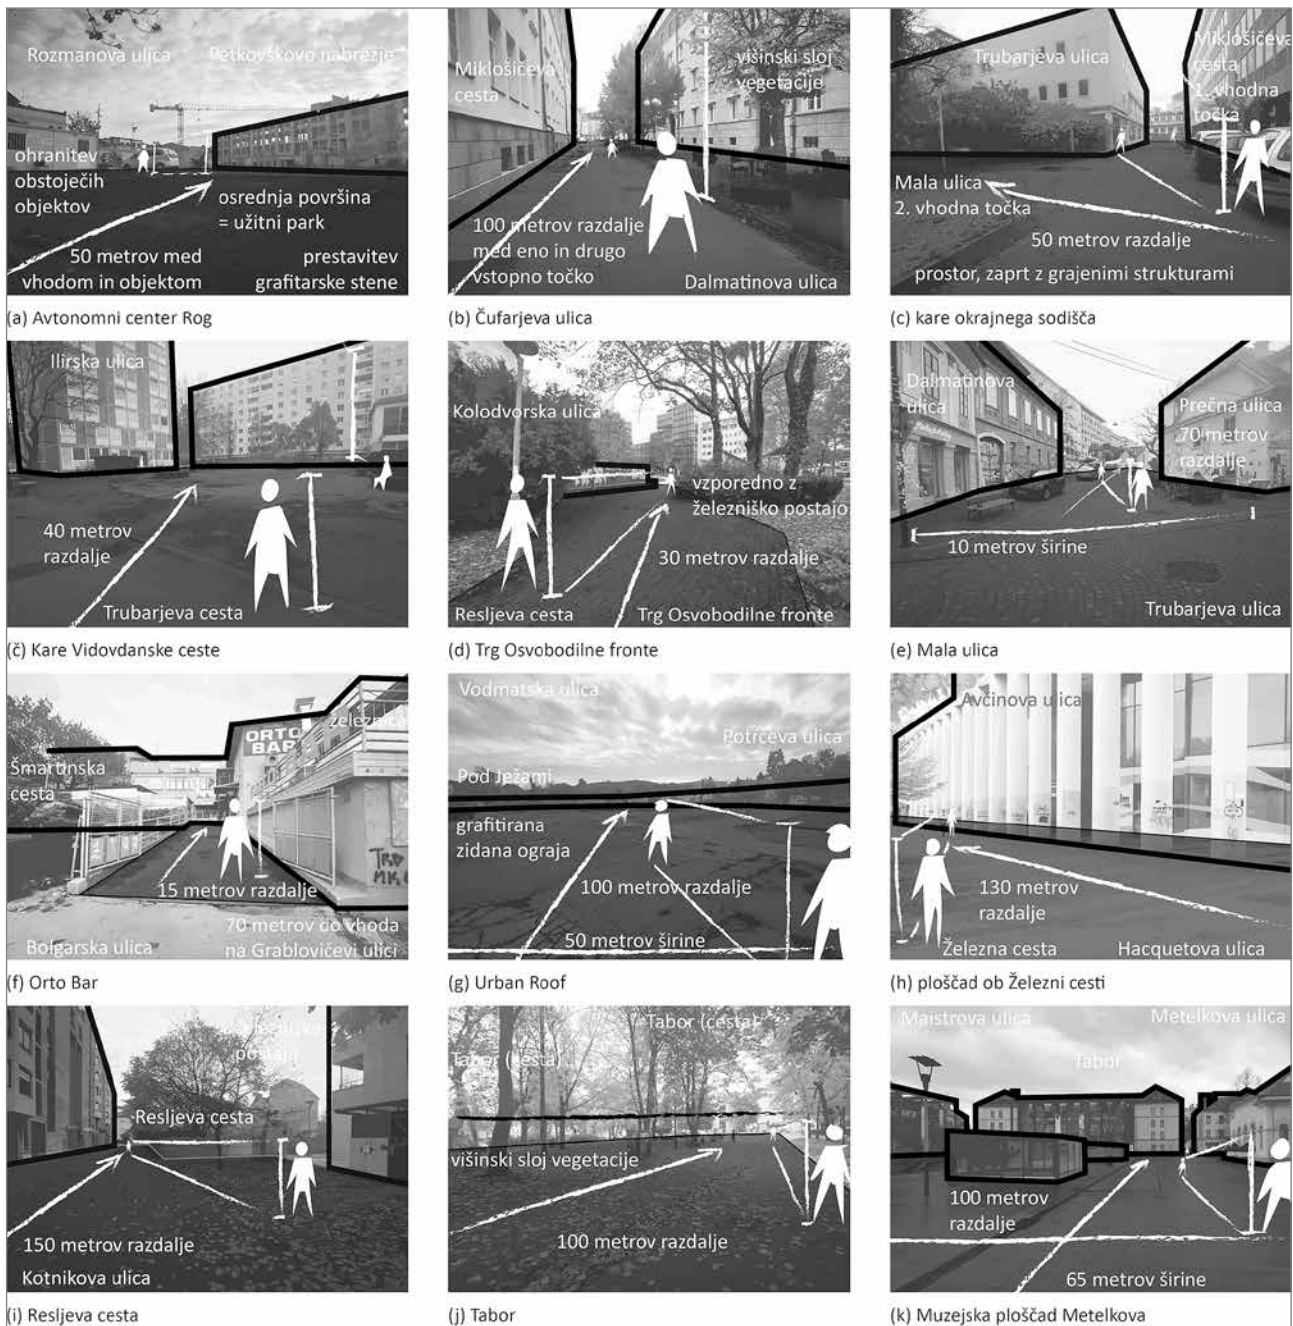 Rozmanova ulica
Petkovškovo nabrežje
ohranitev
obstoječih
objektov
osrednja površina
= užitni park
50 metrov med
vhodom in objektom
prestavitev
grafitarske stene
(a) Avtonomni center Rog
Miklošičeva
cesta
višinski sloj
vegetacije
100 metrov razdalje
med eno in drugo
vstopno točko
Dalmatinova ulica
(b) Čufarjeva ulica
Trubarjeva ulica
Miklošičeva
cesta
1. vhodna
točka
Mala ulica
2. vhodna točka
50 metrov razdalje
prostor, zaprt z grajenimi strukturami
(c) kare okrajnega sodišča
Ilirska ulica
40 metrov
razdalje
Trubarjeva cesta
(č) Kare Vidovdanske ceste
Kolodvorska ulica
vzporedno z
železniško postajo
30 metrov razdalje
Resljeva cesta
Trg Osvobodilne fronte
(d) Trg Osvobodilne fronte
Dalmatinova
ulica
Prečna ulica
70 metrov
razdalje
10 metrov širine
Trubarjeva ulica
(e) Mala ulica
železnica
ORTO
BAR
Šmartinska
cesta
15 metrov razdalje
70 metrov do vhoda
na Grablovičevi ulici
Bolgarska ulica
(f) Orto Bar
Vodmatska ulica
Potrčeva ulica
Pod Ježami
grafitirana
zidana ograja
100 metrov razdalje
50 metrov širine
(g) Urban Roof
Avčinova ulica
130 metrov
razdalje
Železna cesta
Hacquetova ulica
(h) ploščad ob Železni cesti
železniška
postaja
Resljeva cesta
150 metrov razdalje
Kotnikova ulica
(i) Resljeva cesta
Tabor (cesta)
Tabor (cesta)
višinski sloj vegetacije
100 metrov razdalje
(j) Tabor
Maistrova ulica
Metelkova ulica
Tabor
100 metrov
razdalje
65 metrov širine
(k) Muzejska ploščad Metelkova